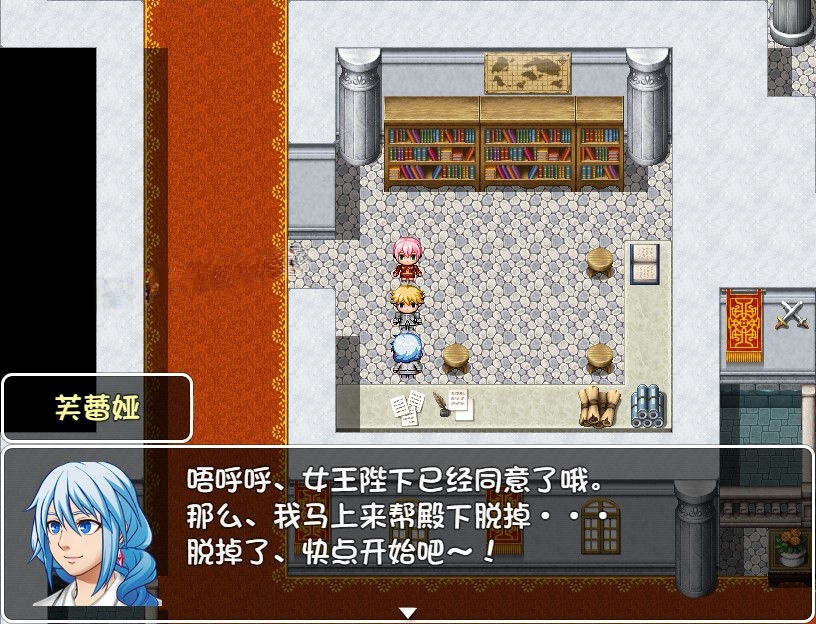 芙蕾娅
唔呼呼、女王陛下已经同意了哦。
那么、我马上来帮殿下脱掉・・・
脱掉了、快点开始吧～！